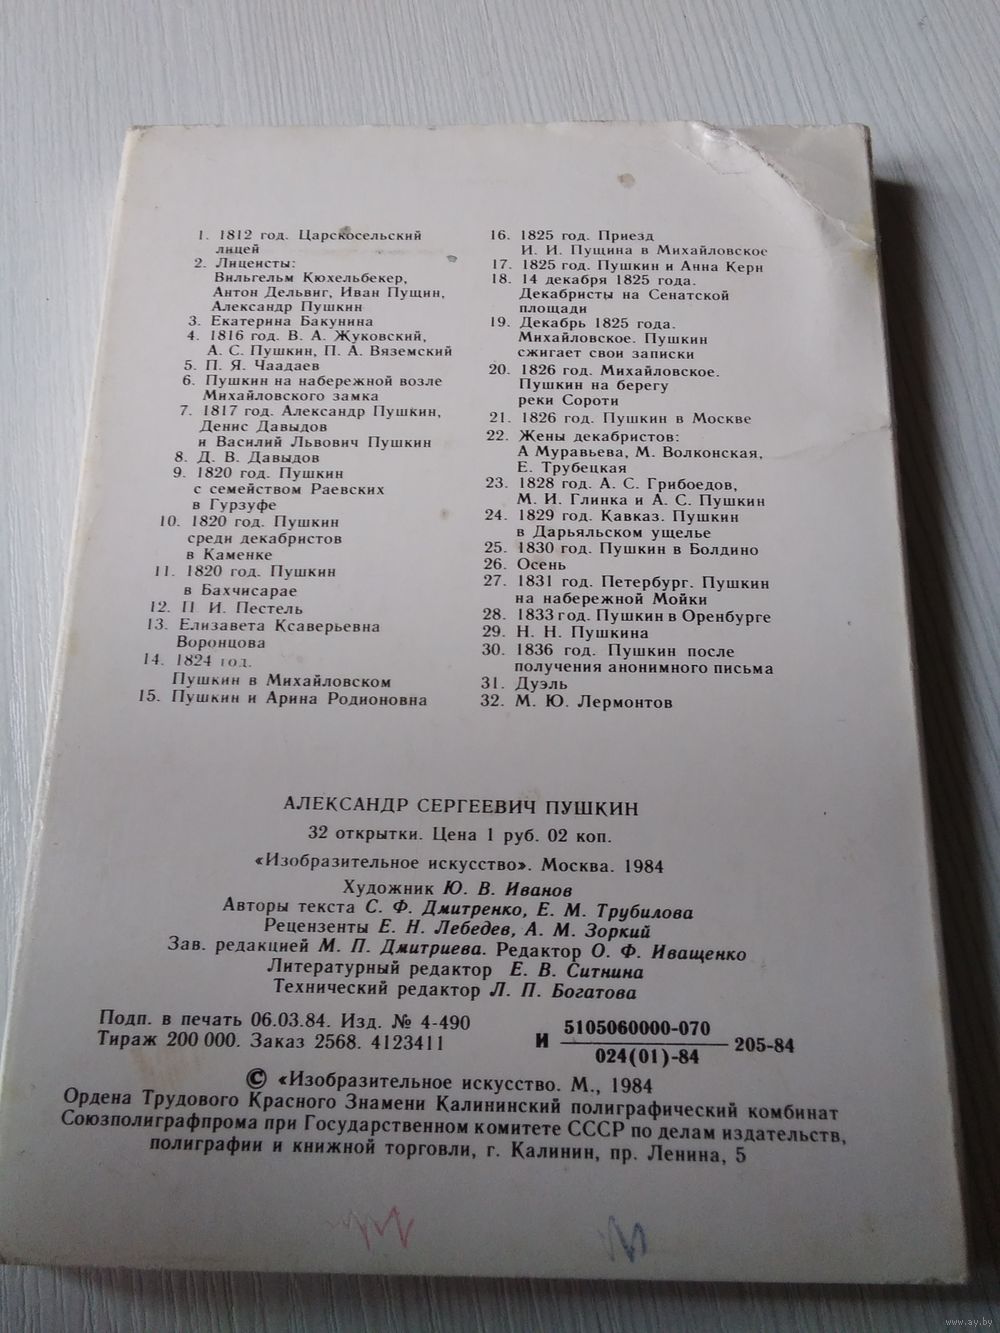 1. 1812 год. Царскосельский
лицей
2. Лицеисты:
Вильгельм Кюхельбекер,
Антон Дельвиг, Иван Пущин,
Александр Пушкин
3. Екатерина Бакунина
4. 1816 год. В. А. Жуковский,
А. С. Пушкин, П. А. Вяземский
5. П. Я. Чаадаев
6. Пушкин на набережной возле
Михайловского замка
7. 1817 год. Александр Пушкин,
Денис Давыдов
и Василий Львович Пушкин
8. Д. В. Давыдов
9. 1820 год. Пушкин
с семейством Раевских
в Гурзуфе
10. 1820 год. Пушкин
среди декабристов
в Каменке
11. 1820 год. Пушкин
в Бахчисарае
12. П И. Пестель
13. Елизавета Ксаверьевна
Воронцова
14. 1824 год.
Пушкин в Михайловском
15. Пушкин и Арина Родионовна
16. 1825 год. Приезд
И. И. Пущина в Михайловское
17. 1825 год. Пушкин и Анна Керн
18. 14 декабря 1825 года.
Декабристы на Сенатской
площади
19. Декабрь 1825 года.
Михайловское. Пушкин
сжигает свои записки
20. 1826 год. Михайловское.
Пушкин на берегу
реки Сороти
21. 1826 год. Пушкин в Москве
22. Жены декабристов:
А Муравьева, М. Волконская,
Е. Трубецкая
23. 1828 год. А. С. Грибоедов,
М. И. Глинка и А. С. Пушкин
24. 1829 год. Кавказ. Пушкин
в Дарьяльском ущелье
25. 1830 год. Пушкин в Болдино
26. Осень
27. 1831 год. Петербург. Пушкин
на набережной Мойки
28. 1833 год. Пушкин в Оренбурге
29. Н. Н. Пушкина
30. 1836 год. Пушкин после
получения анонимного письма
31. Дуэль
32. М. Ю. Лермонтов
АЛЕКСАНДР СЕРГЕЕВИЧ ПУШКИН
32 открытки. Цена 1 руб. 02 коп.
«Изобразительное искусство». Москва. 1984
Художник Ю. В. Иванов
Авторы текста С. Ф. Дмитренко, Е. М. Трубилова
Рецензенты Е. Н. Лебедев, А. М. Зоркий
Зав. редакцией М. П. Дмитриева. Редактор О. Ф. Иващенко
Литературный редактор Е. В. Ситнина
Технический редактор Л. П. Богатова
Подп. в печать 06.03.84. Изд. № 4-490
Тираж 200 000. Заказ 2568. 4123411
И 5105060000-070
024(01)-84 205-84
© «Изобразительное искусство. М., 1984
Ордена Трудового Красного Знамени Калининский полиграфический комбинат
Союзполиграфпрома при Государственном комитете СССР по делам издательств,
полиграфии и книжной торговли, г. Калинин, пр. Ленина, 5
www.ay.by